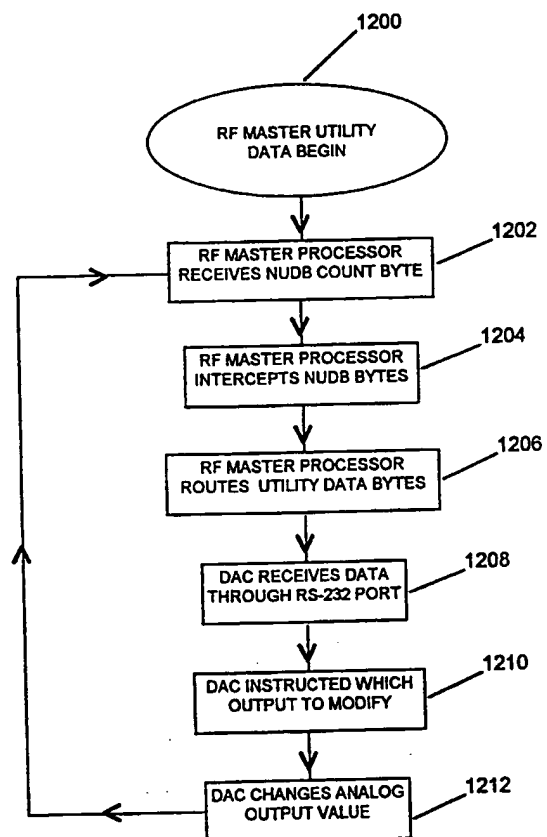 1200
RF MASTER UTILITY
DATA BEGIN
1202
RF MASTER PROCESSOR
RECEIVES NUDB COUNT BYTE
1204
RF MASTER PROCESSOR
INTERCEPTS NUDB BYTES
1206
RF MASTER PROCESSOR
ROUTES UTILITY DATA BYTES
1208
DAC RECEIVES DATA
THROUGH RS-232 PORT
1210
DAC INSTRUCTED WHICH
OUTPUT TO MODIFY
1212
DAC CHANGES ANALOG
OUTPUT VALUE